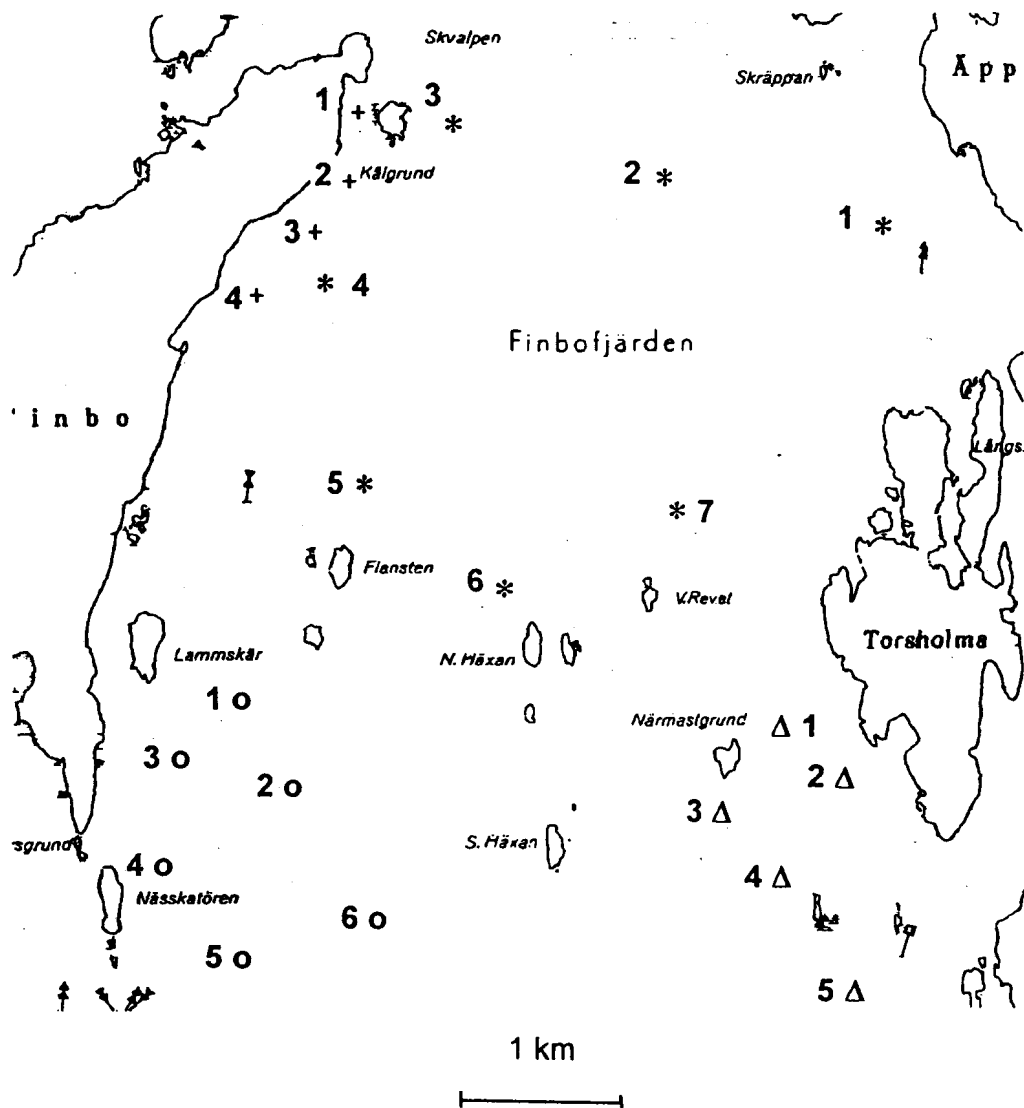 Skvalpen
Skräppan
Äpp
1 +
3
*
2 + Kålgrund
2 *
1 *
3 +
4 +
* 4
Finbofjärden
inbo
Långs
5 *
* 7
Flansten
6 *
V.Revet
Torsholma
Lammskär
N. Häxan
1 o
Närmastgrund
Δ 1
3 o
2 o
2 Δ
3 Δ
sgrund
S. Häxan
4 o
4 Δ
Nässkatören
6 o
5 o
5 Δ
1 km